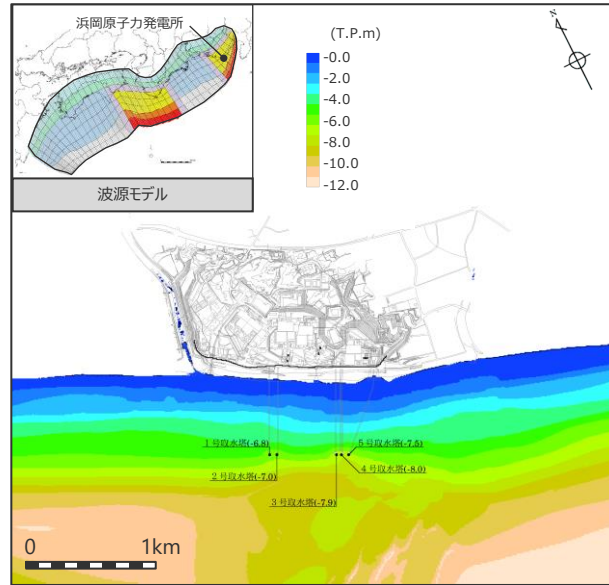 浜岡原子力発電所
波源モデル
(T.P.m)
-0.0
-2.0
-4.0
-6.0
-8.0
-10.0
-12.0
N
1号取水塔(-6.8)
5号取水塔(-7.5)
2号取水塔(-7.0)
4号取水塔(-8.0)
3号取水塔(-7.9)
0 1km